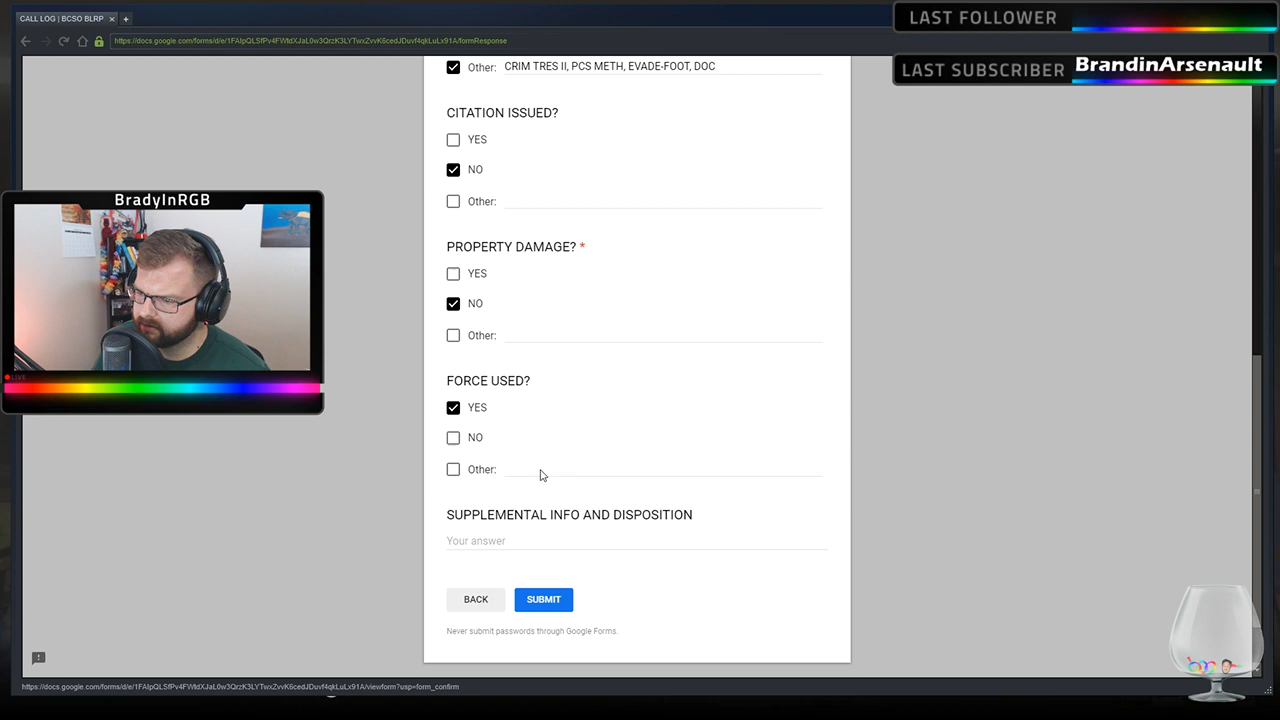 CALL LOG | BCSO BLRP
LAST FOLLOWER
https://docs.google.com/forms/d/e/1FAIpQLSfPv4FWtdXJaL0w3QrzK3LYTwxZvvK6cedJDuvf4qkLuLx91A/formResponse
LAST SUBSCRIBER
BrandinArsenault
Other: CRIM TRES II, PCS METH, EVADE-FOOT, DOC
CITATION ISSUED?
YES
NO
Other:
BradyInRGB
PROPERTY DAMAGE? *
YES
NO
Other:
LIVE
FORCE USED?
YES
NO
Other:
SUPPLEMENTAL INFO AND DISPOSITION
Your answer
BACK
SUBMIT
Never submit passwords through Google Forms.
https://docs.google.com/forms/d/e/1FAIpQLSfPv4FWtdXJaL0w3QrzK3LYTwxZvvK6cedJDuvf4qkLuLx91A/viewform?usp=form_confirm